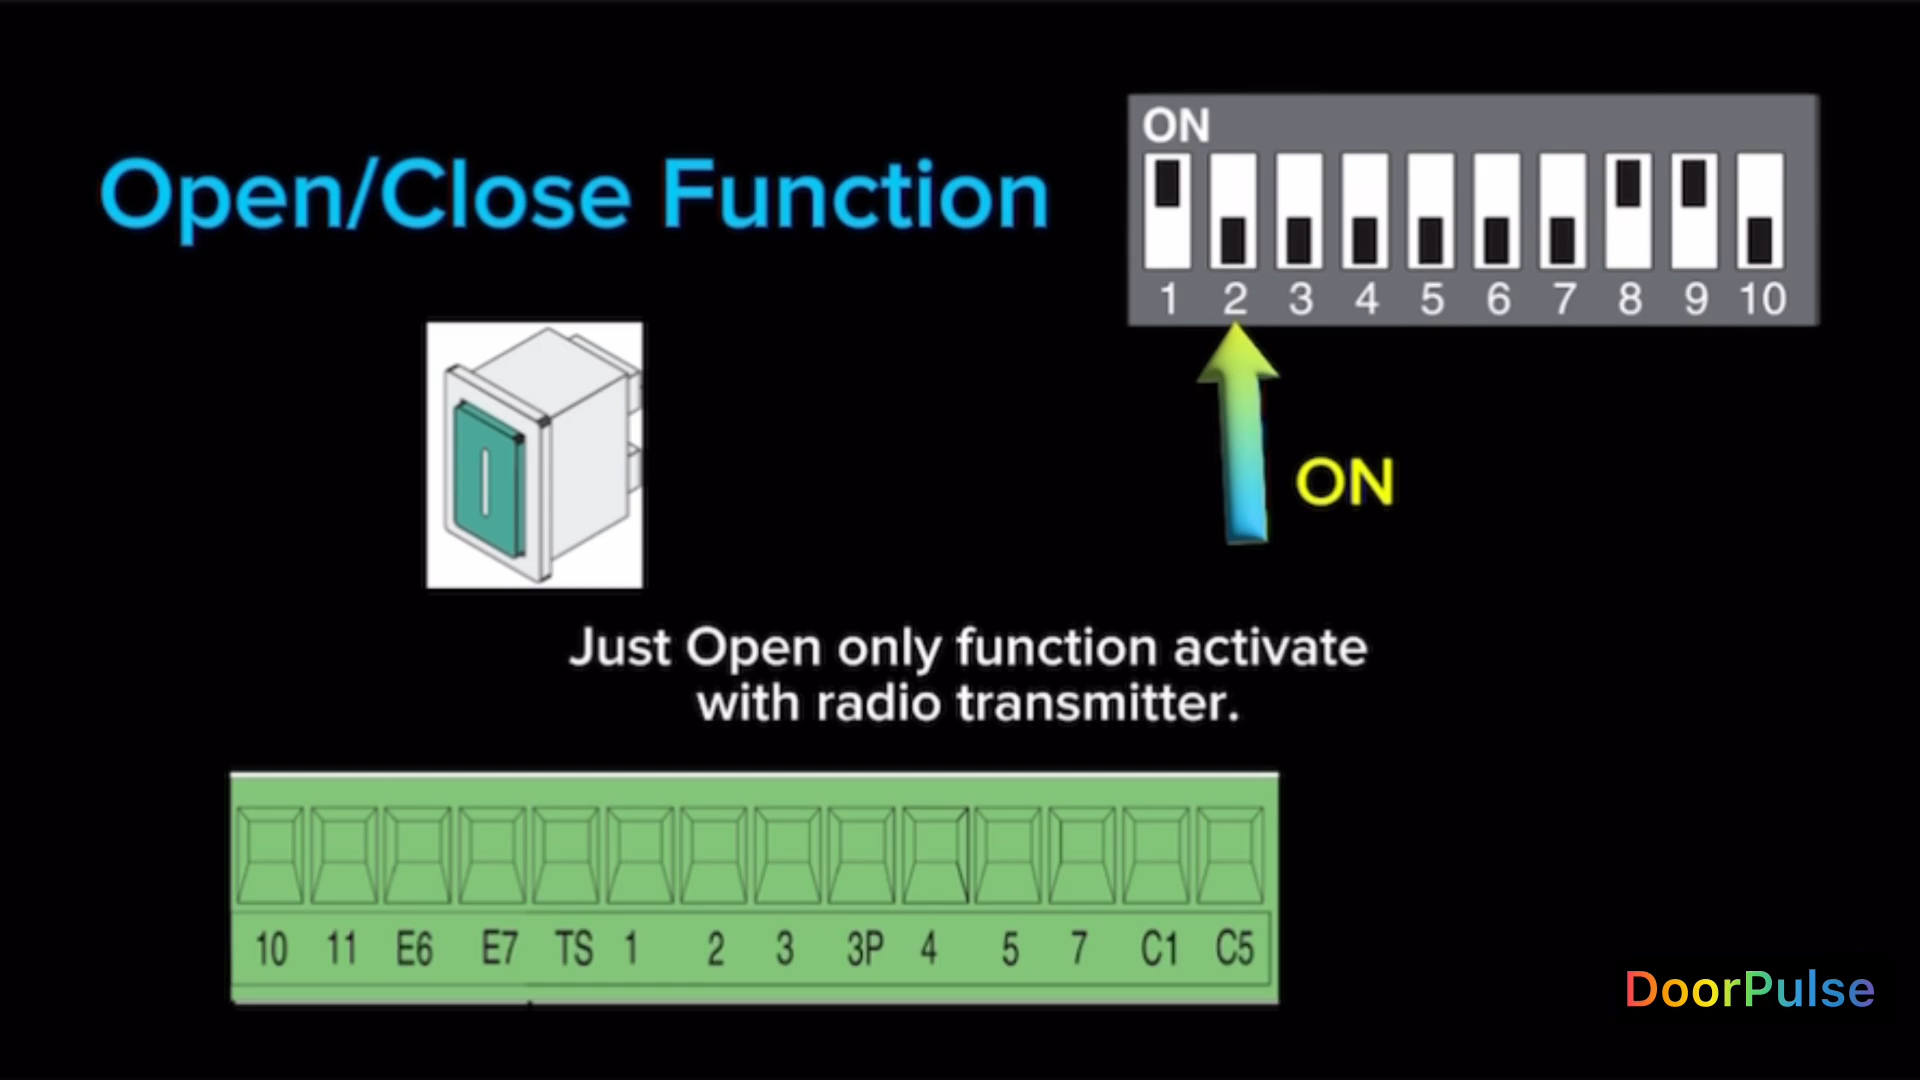 Open/Close Function
ON
1 2 3 4 5 6 7 8 9 10
ON
Just Open only function activate
with radio transmitter.
10 11 E6 E7 TS 1 2 3 3P 4 5 7 C1 C5
DoorPulse